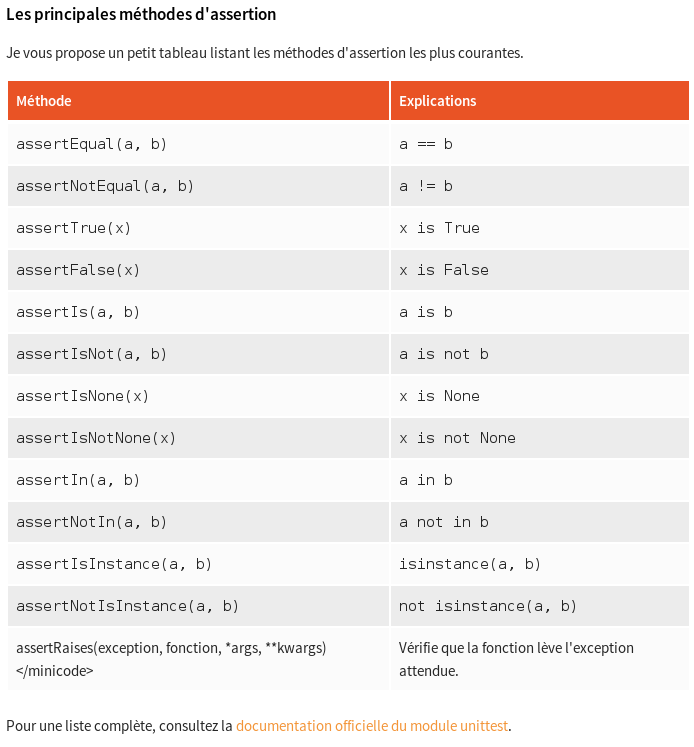 Les principales méthodes d'assertion
Je vous propose un petit tableau listant les méthodes d'assertion les plus courantes.
Méthode Explications
assertEqual(a, b) a == b
assertNotEqual(a, b) a != b
assertTrue(x) x is True
assertFalse(x) x is False
assertIs(a, b) a is b
assertIsNot(a, b) a is not b
assertIsNone(x) x is None
assertIsNotNone(x) x is not None
assertIn(a, b) a in b
assertNotIn(a, b) a not in b
assertIsInstance(a, b) isinstance(a, b)
assertNotIsInstance(a, b) not isinstance(a, b)
assertRaises(exception, fonction, *args, **kwargs) Vérifie que la fonction lève l'exception
</minicode> attendue.
Pour une liste complète, consultez la documentation officielle du module unittest.